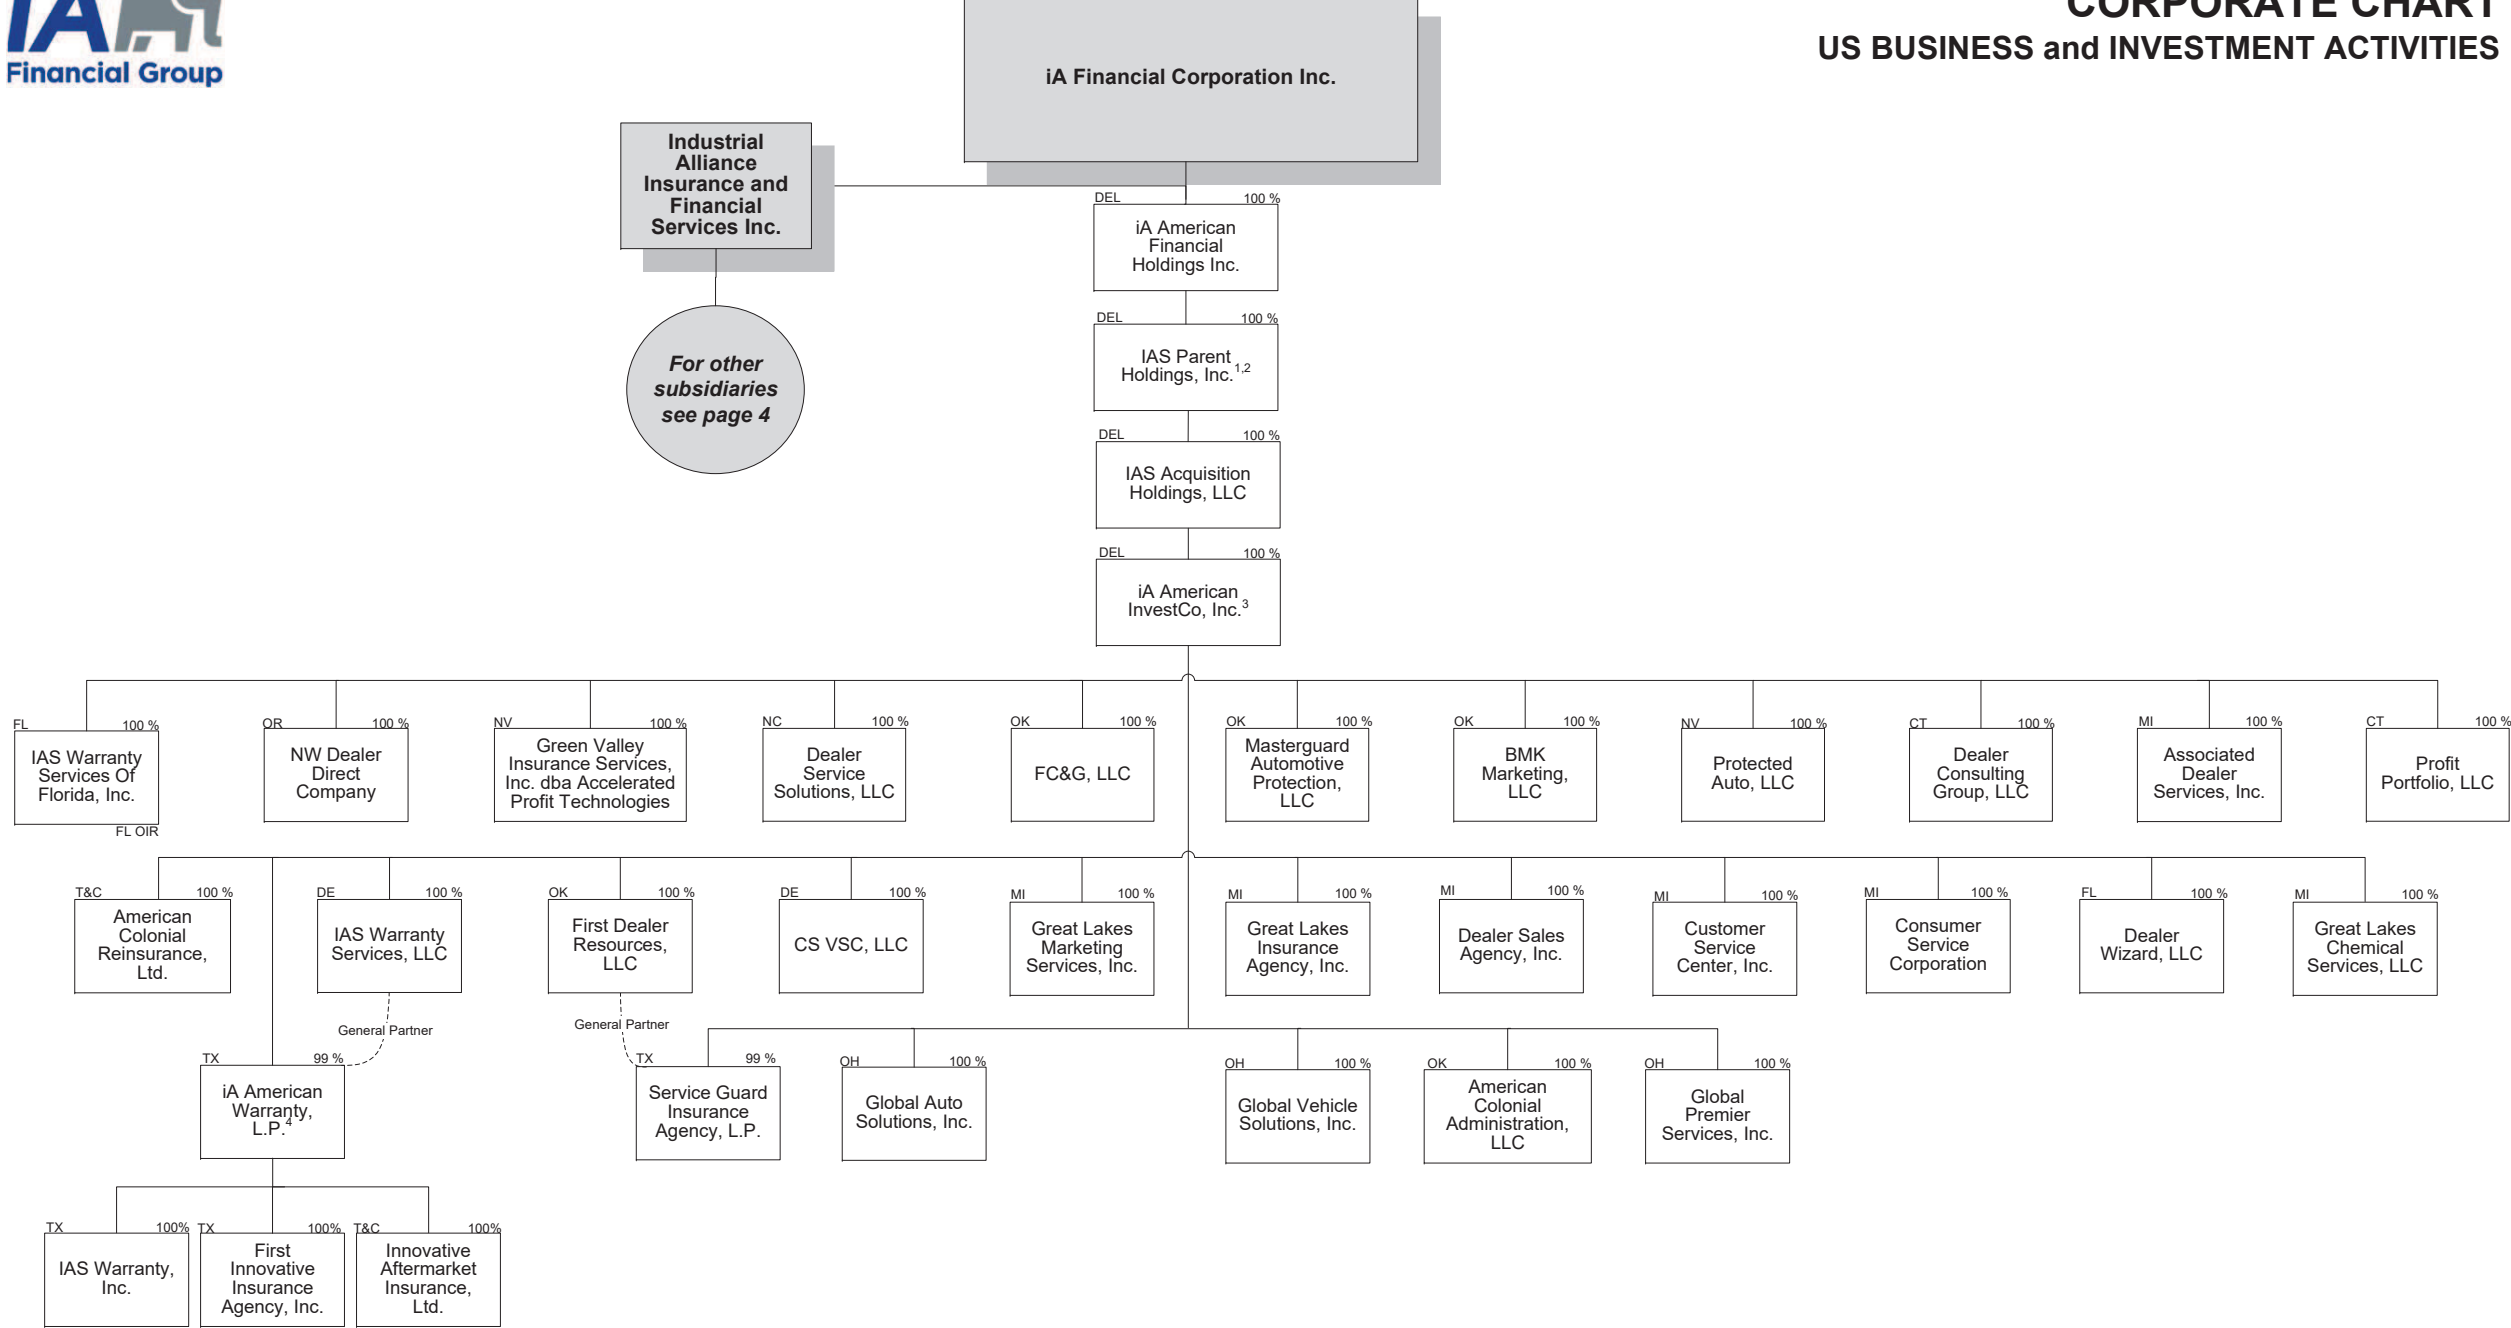 IA
Financial Group
CORPORATE CHART
US BUSINESS and INVESTMENT ACTIVITIES
iA Financial Corporation Inc.
Industrial
Alliance
Insurance and
Financial
Services Inc.
For other
subsidiaries
see page 4
DEL 100 %
iA American
Financial
Holdings Inc.
DEL 100 %
IAS Parent
Holdings, Inc.1,2
DEL 100 %
IAS Acquisition
Holdings, LLC
DEL 100 %
iA American
InvestCo, Inc.3
FL 100 %
IAS Warranty
Services Of
Florida, Inc.
FL OIR
OR 100 %
NW Dealer
Direct
Company
NV 100 %
Green Valley
Insurance Services,
Inc. dba Accelerated
Profit Technologies
NC 100 %
Dealer
Service
Solutions, LLC
OK 100 %
FC&G, LLC
OK 100 %
Masterguard
Automotive
Protection,
LLC
OK 100 %
BMK
Marketing,
LLC
NV 100 %
Protected
Auto, LLC
CT 100 %
Dealer
Consulting
Group, LLC
MI 100 %
Associated
Dealer
Services, Inc.
CT 100 %
Profit
Portfolio, LLC
T&C 100 %
American
Colonial
Reinsurance,
Ltd.
DE 100 %
IAS Warranty
Services, LLC
General Partner
OK 100 %
First Dealer
Resources,
LLC
General Partner
DE 100 %
CS VSC, LLC
MI 100 %
Great Lakes
Marketing
Services, Inc.
MI 100 %
Great Lakes
Insurance
Agency, Inc.
MI 100 %
Dealer Sales
Agency, Inc.
MI 100 %
Customer
Service
Center, Inc.
MI 100 %
Consumer
Service
Corporation
FL 100 %
Dealer
Wizard, LLC
MI 100 %
Great Lakes
Chemical
Services, LLC
TX 99 %
iA American
Warranty,
L.P.4
TX 99 %
Service Guard
Insurance
Agency, L.P.
OH 100 %
Global Auto
Solutions, Inc.
OH 100 %
Global Vehicle
Solutions, Inc.
OK 100 %
American
Colonial
Administration,
LLC
OH 100 %
Global
Premier
Services, Inc.
TX 100%
IAS Warranty,
Inc.
TX 100%
First
Innovative
Insurance
Agency, Inc.
T&C 100%
Innovative
Aftermarket
Insurance,
Ltd.